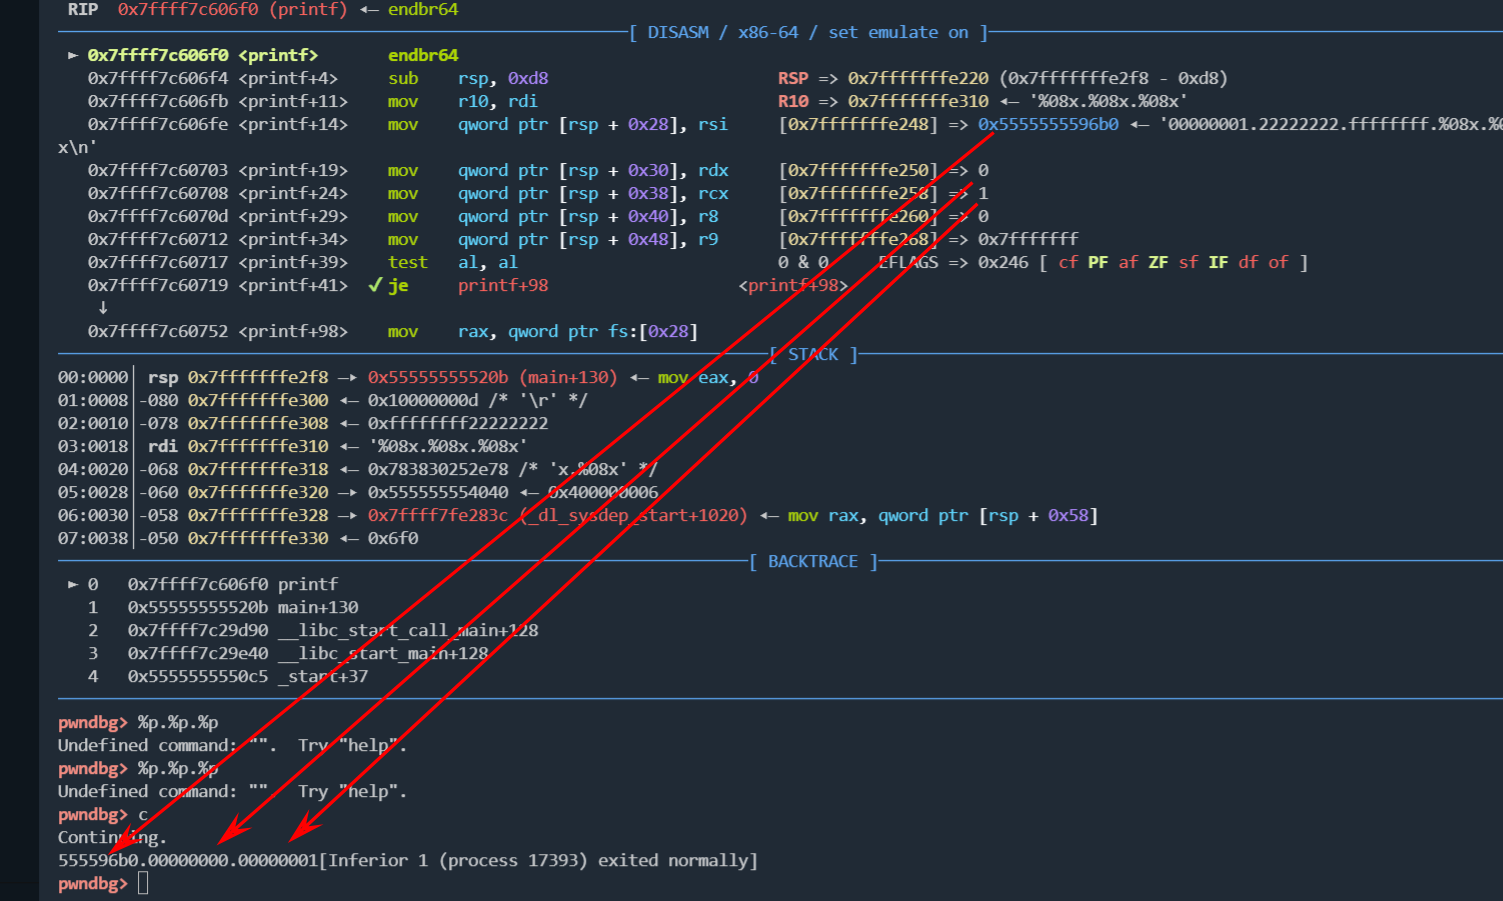 RIP  0x7ffff7c606f0 (printf) ◂— endbr64
[ DISASM / x86-64 / set emulate on ]
► 0x7ffff7c606f0 <printf>       endbr64
0x7ffff7c606f4 <printf+4>     sub    rsp, 0xd8                       RSP => 0x7fffffffe220 (0x7fffffffe2f8 - 0xd8)
0x7ffff7c606fb <printf+11>    mov    r10, rdi                        R10 => 0x7fffffffe310 ◂— '%08x.%08x.%08x'
0x7ffff7c606fe <printf+14>    mov    qword ptr [rsp + 0x28], rsi     [0x7fffffffe248] => 0x5555555596b0 ◂— '00000001.22222222.ffffffff.%08x.%0
x\n'
0x7ffff7c60703 <printf+19>    mov    qword ptr [rsp + 0x30], rdx     [0x7fffffffe250] => 0
0x7ffff7c60708 <printf+24>    mov    qword ptr [rsp + 0x38], rcx     [0x7fffffffe258] => 1
0x7ffff7c6070d <printf+29>    mov    qword ptr [rsp + 0x40], r8      [0x7fffffffe260] => 0
0x7ffff7c60712 <printf+34>    mov    qword ptr [rsp + 0x48], r9      [0x7fffffffe268] => 0x7fffffff
0x7ffff7c60717 <printf+39>    test   al, al                          0 & 0     EFLAGS => 0x246 [ cf PF af ZF sf IF df of ]
0x7ffff7c60719 <printf+41>  ✔ je     printf+98                   <printf+98>
↓
0x7ffff7c60752 <printf+98>    mov    rax, qword ptr fs:[0x28]
[ STACK ]
00:0000│ rsp 0x7fffffffe2f8 —▸ 0x55555555520b (main+130) ◂— mov eax, 0
01:0008│-080 0x7fffffffe300 ◂— 0x10000000d /* '\r' */
02:0010│-078 0x7fffffffe308 ◂— 0xffffffff22222222
03:0018│ rdi 0x7fffffffe310 ◂— '%08x.%08x.%08x'
04:0020│-068 0x7fffffffe318 ◂— 0x783830252e78 /* 'x.%08x' */
05:0028│-060 0x7fffffffe320 —▸ 0x555555554040 ◂— 0x400000006
06:0030│-058 0x7fffffffe328 —▸ 0x7ffff7fe283c (_dl_sysdep_start+1020) ◂— mov rax, qword ptr [rsp + 0x58]
07:0038│-050 0x7fffffffe330 ◂— 0x6f0
[ BACKTRACE ]
► 0   0x7ffff7c606f0 printf
1   0x55555555520b main+130
2   0x7ffff7c29d90 __libc_start_call_main+128
3   0x7ffff7c29e40 __libc_start_main+128
4   0x5555555550c5 _start+37
pwndbg> %p.%p.%p
Undefined command: "".  Try "help".
pwndbg> %p.%p.%p
Undefined command: "".  Try "help".
pwndbg> c
Continuing.
555596b0.00000000.00000001[Inferior 1 (process 17393) exited normally]
pwndbg>